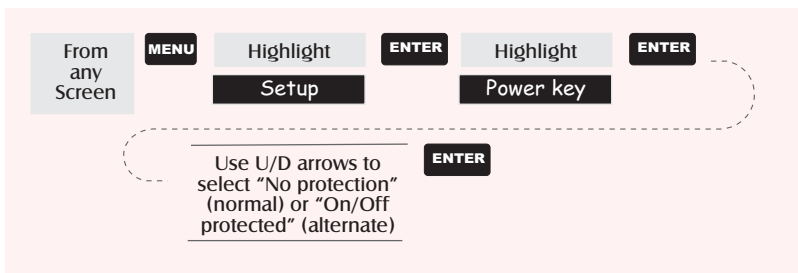 From
any
Screen
MENU
Highlight
Setup
ENTER
Highlight
Power key
ENTER
Use U/D arrows to
select “No protection”
(normal) or “On/Off
protected” (alternate)
ENTER